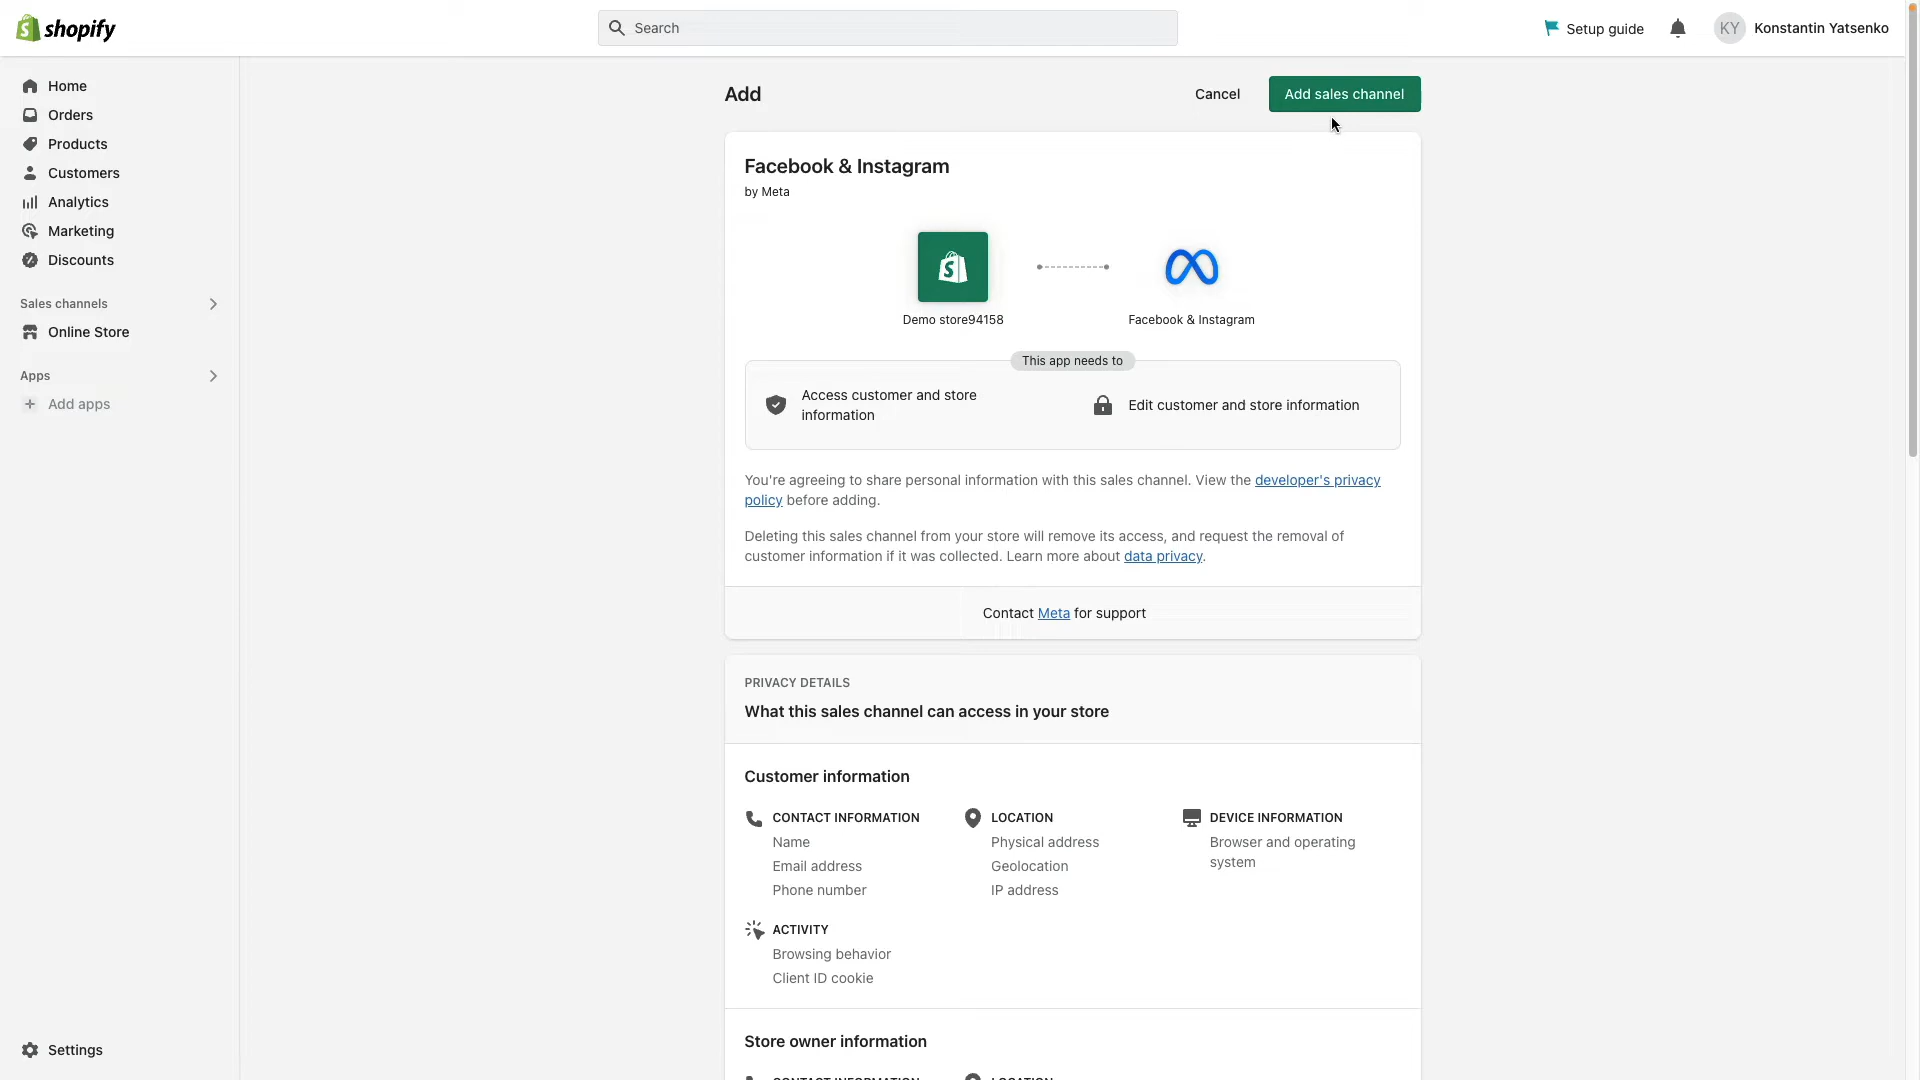 shopify
Search
Setup guide
KY
Konstantin Yatsenko
Home
Orders
Products
Customers
Analytics
Marketing
Discounts
Sales channels
Online Store
Apps
Add apps
Settings
Add
Cancel
Add sales channel
Facebook & Instagram
by Meta
Demo store94158
Facebook & Instagram
This app needs to
Access customer and store
information
Edit customer and store information
You're agreeing to share personal information with this sales channel. View the developer's privacy
policy before adding.
Deleting this sales channel from your store will remove its access, and request the removal of
customer information if it was collected. Learn more about data privacy.
Contact Meta for support
PRIVACY DETAILS
What this sales channel can access in your store
Customer information
CONTACT INFORMATION
Name
Email address
Phone number
LOCATION
Physical address
Geolocation
IP address
DEVICE INFORMATION
Browser and operating
system
ACTIVITY
Browsing behavior
Client ID cookie
Store owner information
CONTACT INFORMATION
LOCATION